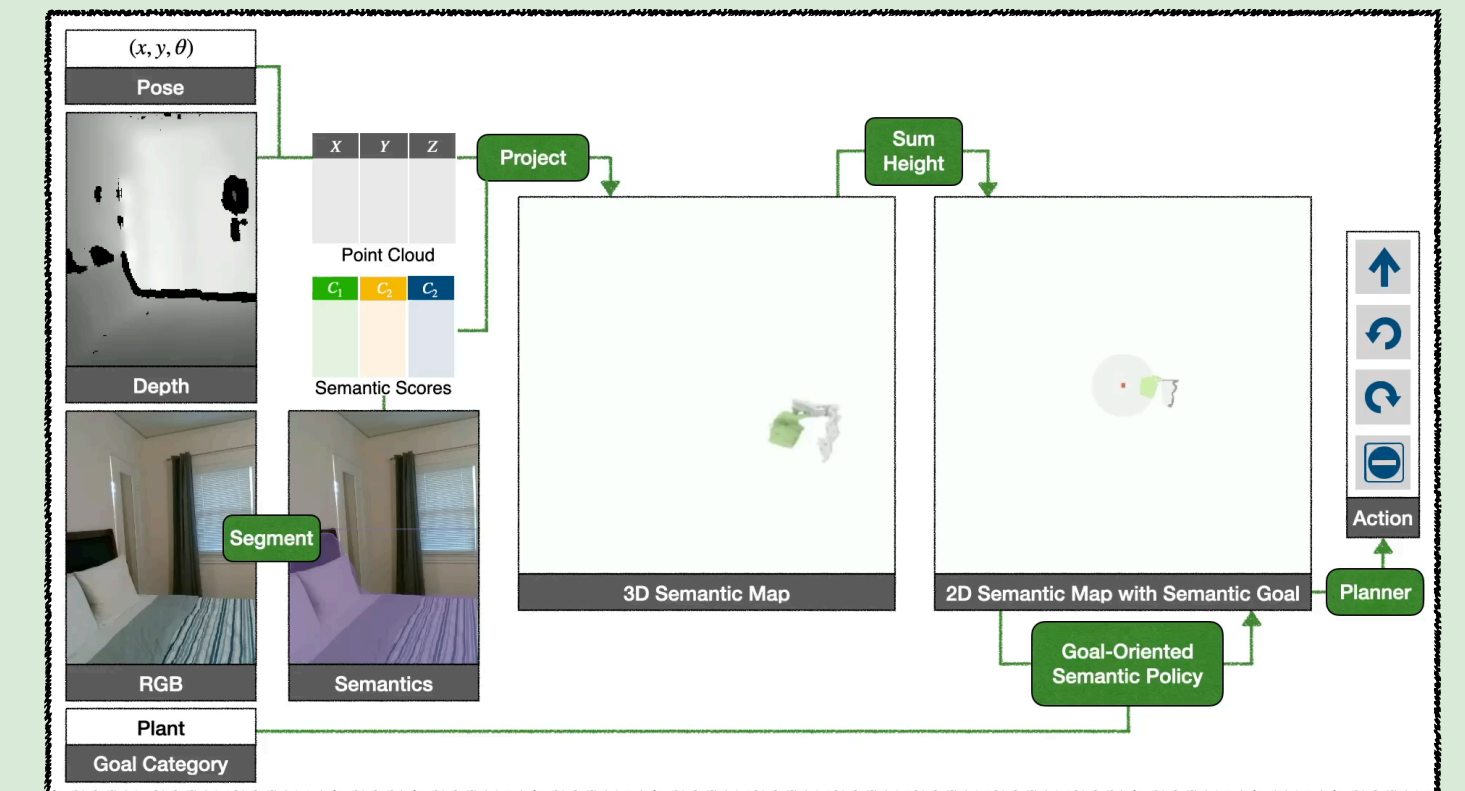 (x, y, θ)
Pose
Depth
RGB
Plant
Goal Category
X Y Z
Point Cloud
C₁ C₂ C₂
Semantic Scores
Segment
Semantics
Project
3D Semantic Map
Sum
Height
2D Semantic Map with Semantic Goal
Goal-Oriented
Semantic Policy
Planner
Action